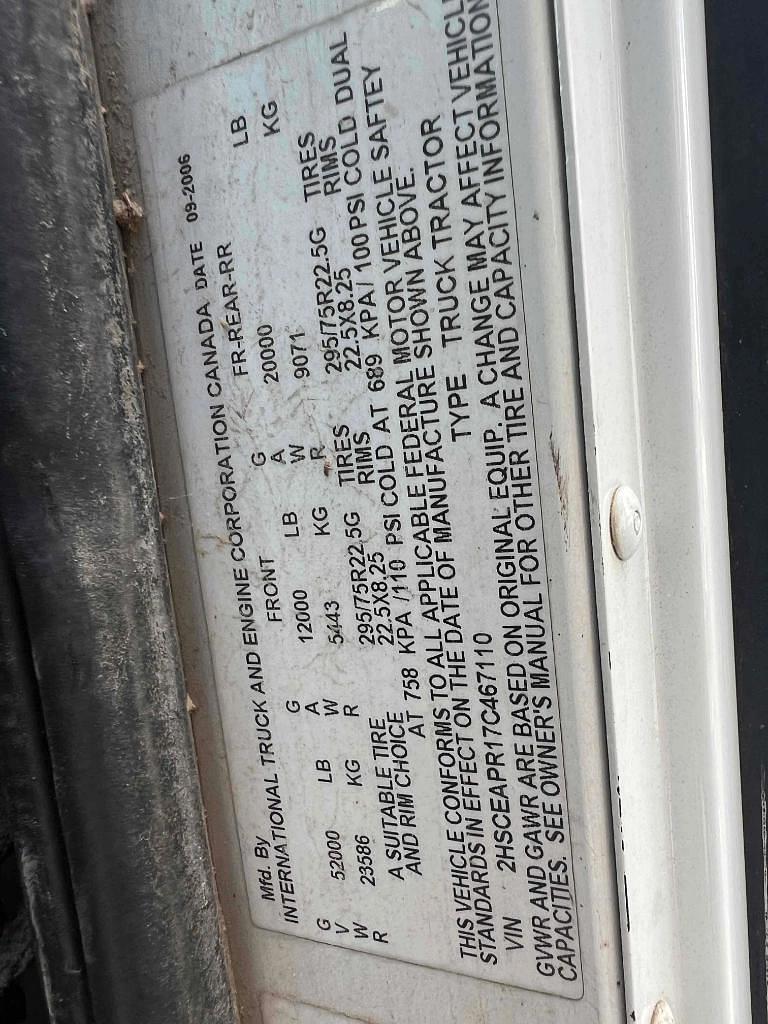 Mfd. By
INTERNATIONAL TRUCK AND ENGINE CORPORATION CANADA DATE 09-2006
FRONT FR-REAR-RR
G V W R 52000 LB G A W R 12000 LB G A W R 20000 LB
23586 KG 5443 KG 9071 KG
A SUITABLE TIRE 295/75R22.5G TIRES 295/75R22.5G TIRES
AND RIM CHOICE 22.5X8.25 RIMS 22.5X8.25 RIMS
AT 758 KPA /110 PSI COLD AT 689 KPA/ 100PSI COLD DUAL
THIS VEHICLE CONFORMS TO ALL APPLICABLE FEDERAL MOTOR VEHICLE SAFTEY
STANDARDS IN EFFECT ON THE DATE OF MANUFACTURE SHOWN ABOVE.
VIN 2HSCEAPR17C467110 TYPE TRUCK TRACTOR
GVWR AND GAWR ARE BASED ON ORIGINAL EQUIP. A CHANGE MAY AFFECT VEHICL
CAPACITIES. SEE OWNER'S MANUAL FOR OTHER TIRE AND CAPACITY INFORMATION